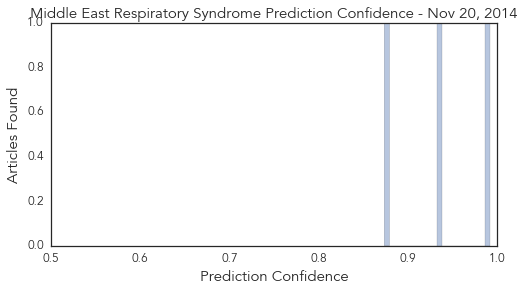 Middle East Respiratory Syndrome Prediction Confidence - Nov 20, 2014
1.0
0.8
0.6
0.4
0.2
0.0
Articles Found
0.5 0.6 0.7 0.8 0.9 1.0
Prediction Confidence